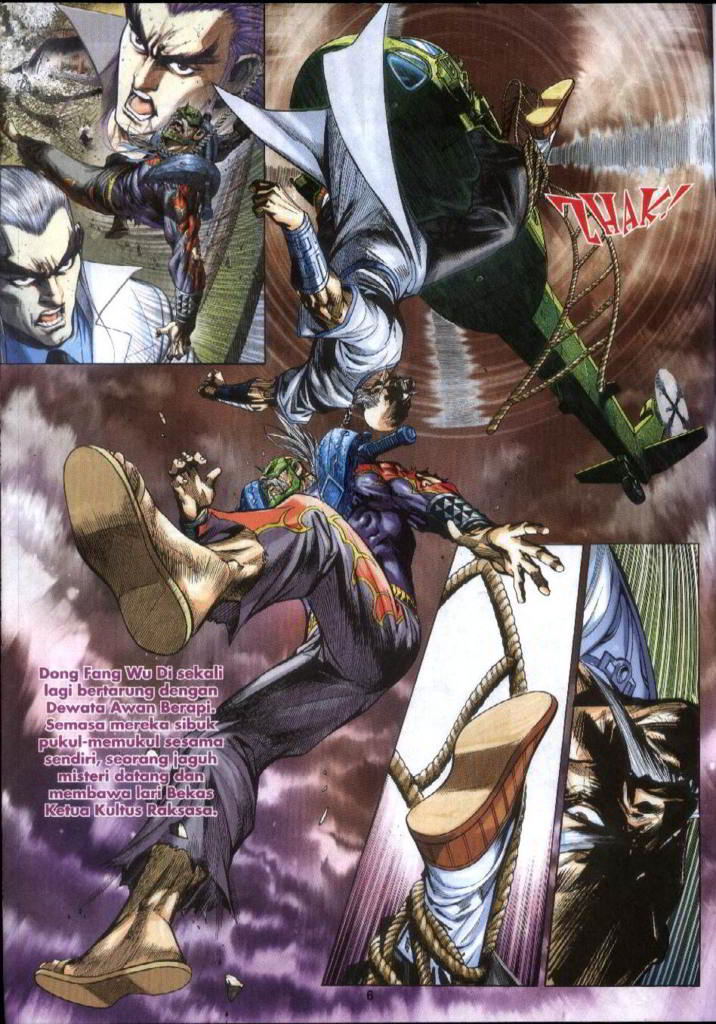 ZHAK!
Dong Fang Wu Di sekali
lagi bertarung dengan
Dewata Awan Berapi.
Semasa mereka sibuk
pukul-memukul sesama
sendiri, seorang jaguh
misteri datang dan
membawa lari Bekas
Ketua Kultus Raksasa.
6